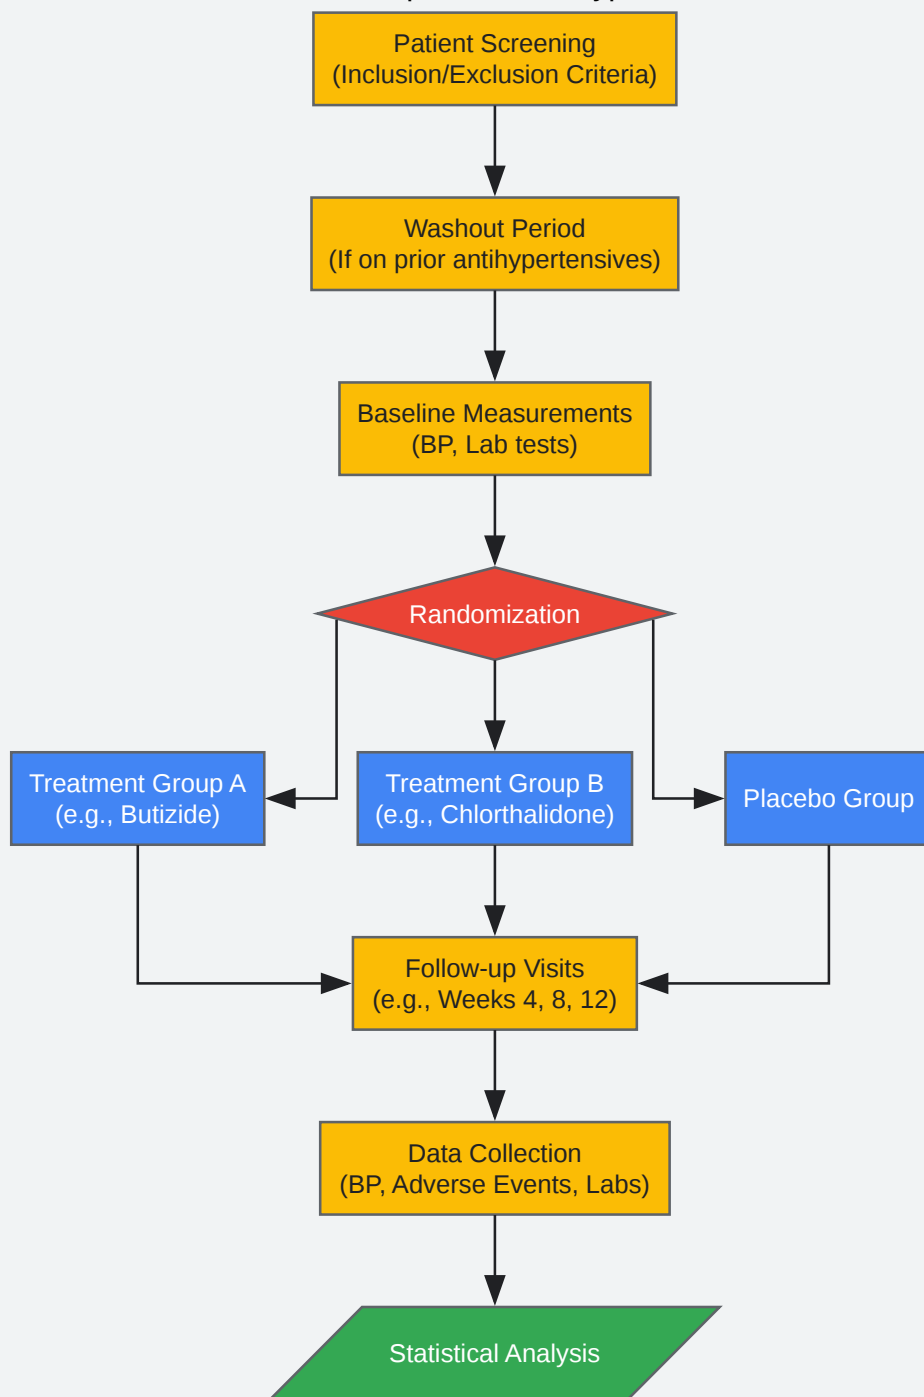 Patient Screening
(Inclusion/Exclusion Criteria)
Washout Period
(If on prior antihypertensives)
Baseline Measurements
(BP, Lab tests)
Randomization
Treatment Group A
(e.g., Butizide)
Treatment Group B
(e.g., Chlorthalidone)
Placebo Group
Follow-up Visits
(e.g., Weeks 4, 8, 12)
Data Collection
(BP, Adverse Events, Labs)
Statistical Analysis